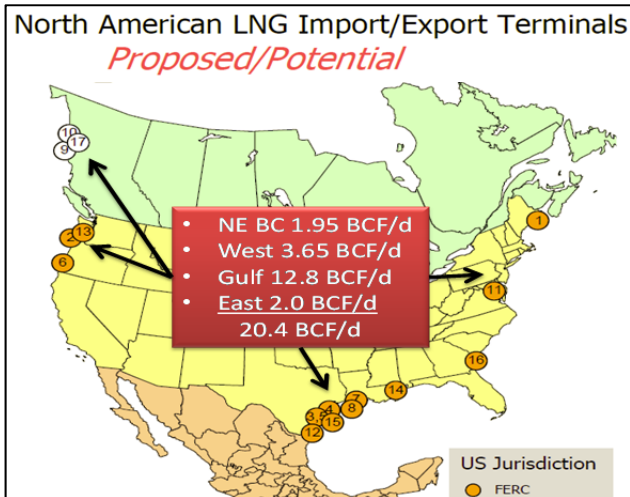 North American LNG Import/Export Terminals
Proposed/Potential
10
17
9
• NE BC 1.95 BCF/d
• West 3.65 BCF/d
• Gulf 12.8 BCF/d
• East 2.0 BCF/d
20.4 BCF/d
1
2
13
6
11
16
14
7
8
4
3
15
12
US Jurisdiction
FERC